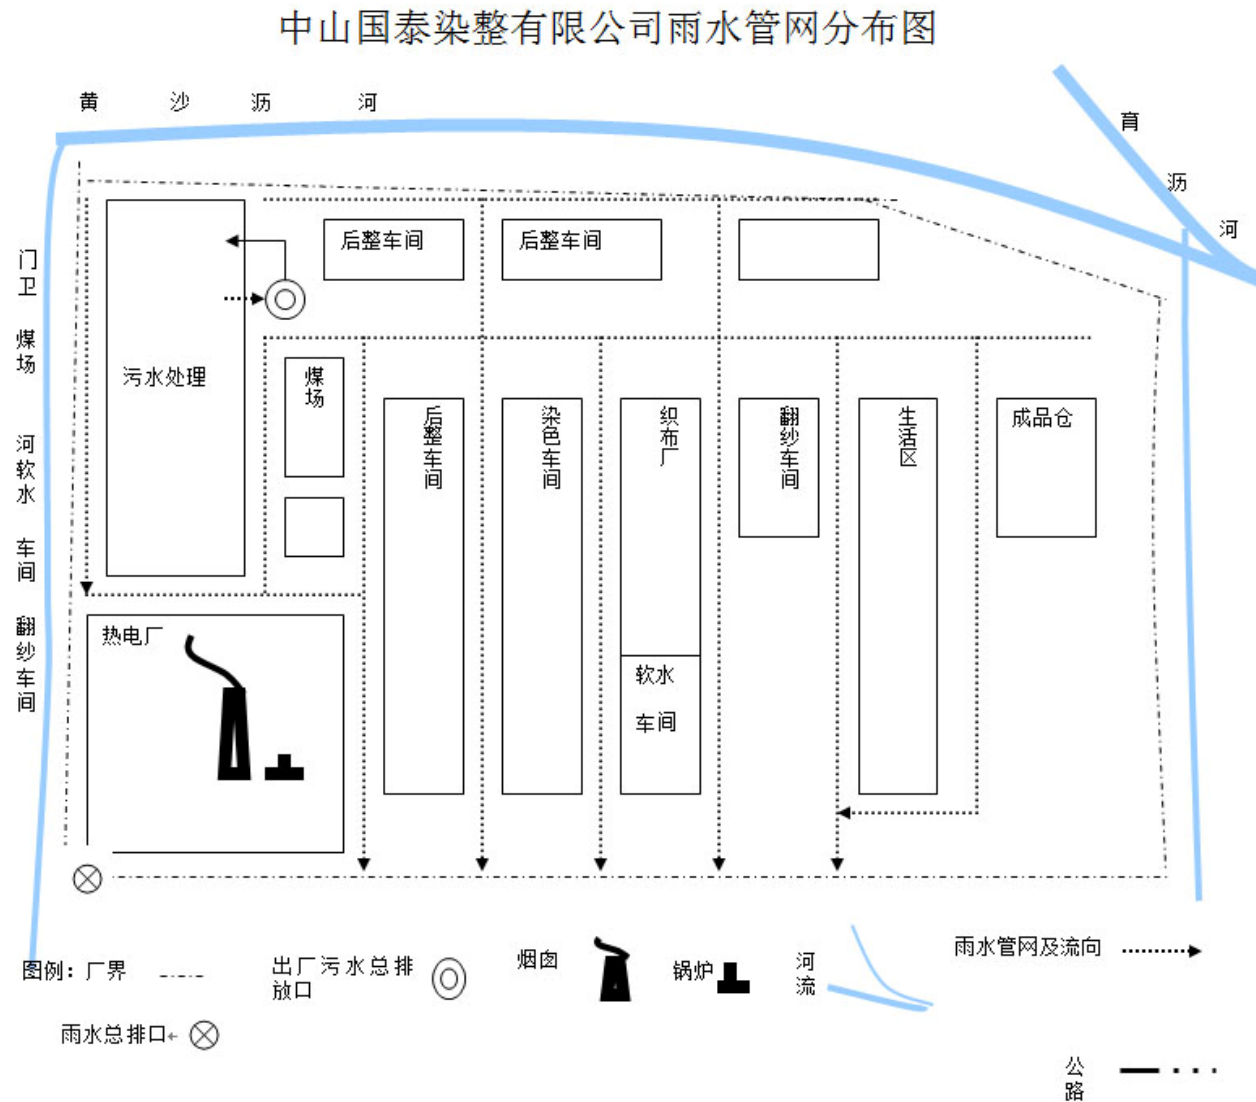 中山国泰染整有限公司雨水管网分布图
黄沙沥河
育沥河
门卫
煤场
河软水
车间
翻纱车间
后整车间
后整车间
污水处理
煤场
后整车间
染色车间
织布厂
翻纱车间
生活区
成品仓
热电厂
软水
车间
图例：厂界
出厂污水总排
放口
烟囱
锅炉
河流
雨水管网及流向
雨水总排口
公路